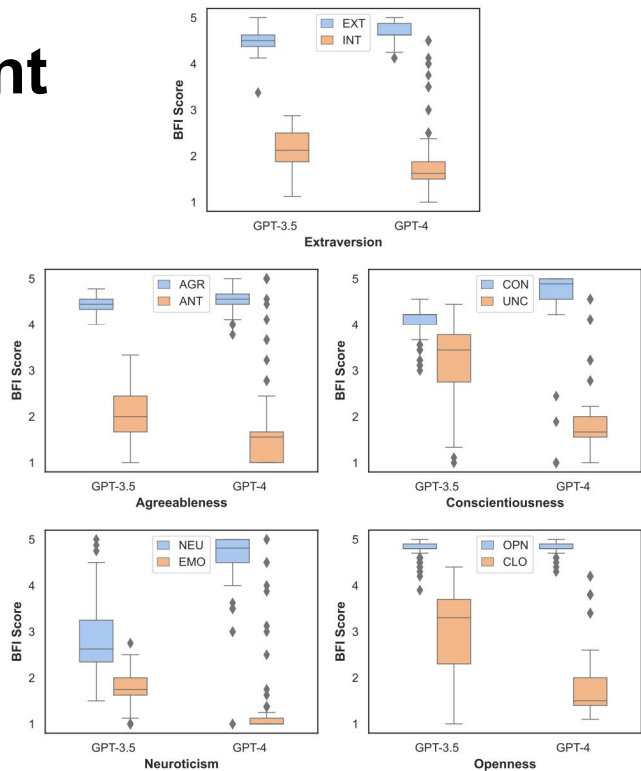 nt
5
4
3
2
1
BFI Score
EXT
INT
GPT-3.5 GPT-4
Extraversion
5
4
3
2
1
BFI Score
AGR
ANT
GPT-3.5 GPT-4
Agreeableness
5
4
3
2
1
BFI Score
CON
UNC
GPT-3.5 GPT-4
Conscientiousness
5
4
3
2
1
BFI Score
NEU
EMO
GPT-3.5 GPT-4
Neuroticism
5
4
3
2
1
BFI Score
OPN
CLO
GPT-3.5 GPT-4
Openness